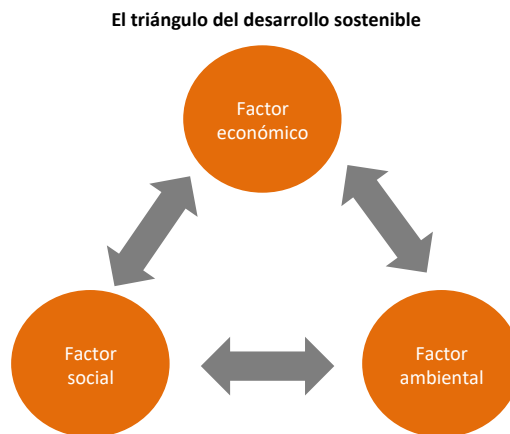 El triángulo del desarrollo sostenible
Factor
económico
Factor
social
Factor
ambiental